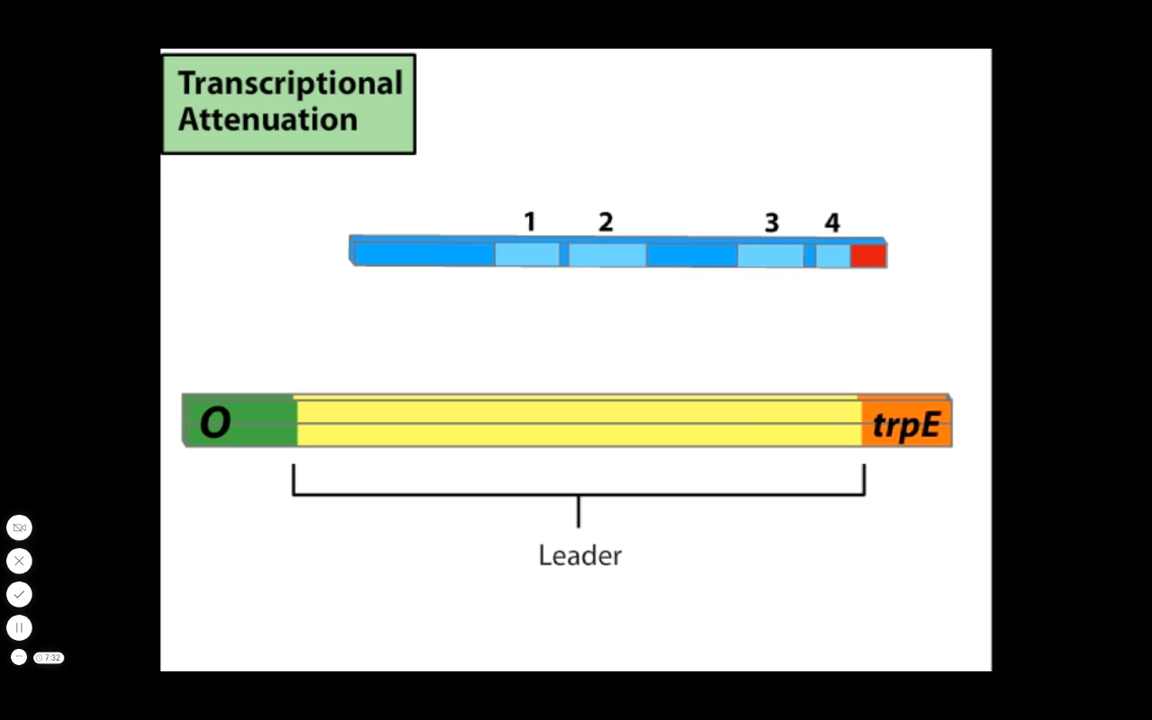 Transcriptional
Attenuation
1 2 3 4
O trpE
Leader
7:32